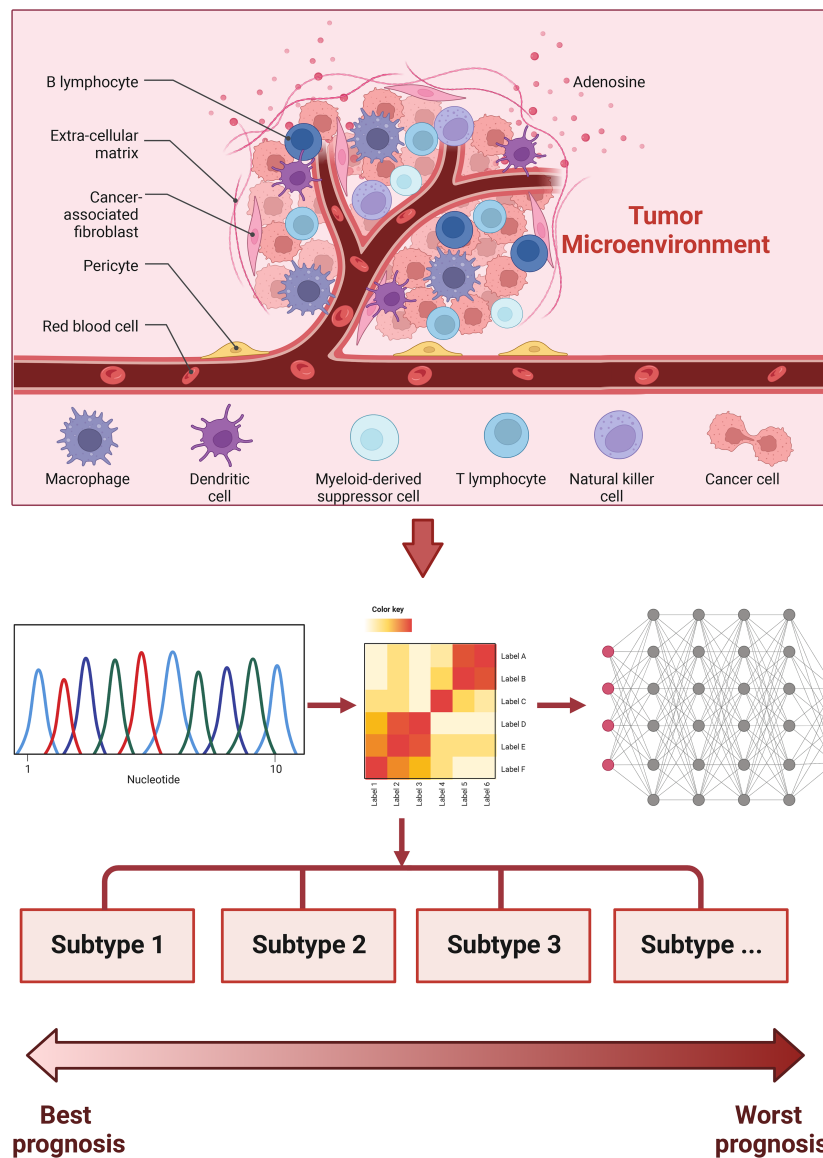 B lymphocyte
Adenosine
Extra-cellular
matrix
Cancer-
associated
fibroblast
Tumor
Microenvironment
Pericyte
Red blood cell
Macrophage
Dendritic
cell
Myeloid-derived
suppressor cell
T lymphocyte
Natural killer
cell
Cancer cell
Color key
Label A
Label B
Label C
Label D
Label E
Label F
1
10
Nucleotide
Label 1
Label 2
Label 3
Label 4
Label 5
Label 6
Subtype 1
Subtype 2
Subtype 3
Subtype ...
Best
prognosis
Worst
prognosis